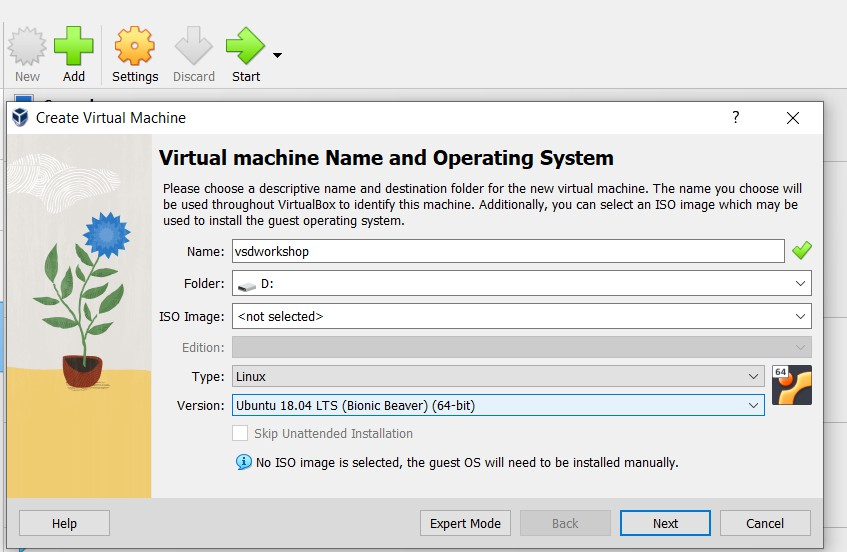 New Add Settings Discard Start
Create Virtual Machine ?
Virtual machine Name and Operating System
Please choose a descriptive name and destination folder for the new virtual machine. The name you choose will
be used throughout VirtualBox to identify this machine. Additionally, you can select an ISO image which may be
used to install the guest operating system.
Name: vsdworkshop
Folder: D:
ISO Image: <not selected>
Edition:
Type: Linux
64
Version: Ubuntu 18.04 LTS (Bionic Beaver) (64-bit)
Skip Unattended Installation
No ISO image is selected, the guest OS will need to be installed manually.
Help Expert Mode Back Next Cancel